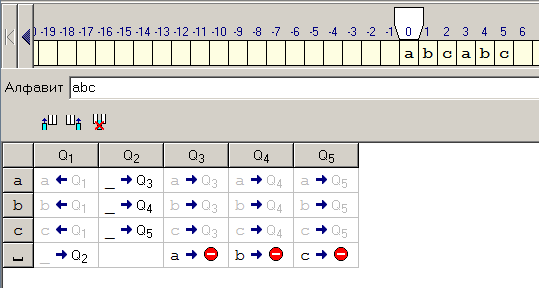 -19 -18 -17 -16 -15 -14 -13 -12 -11 -10 -9 -8 -7 -6 -5 -4 -3 -2 -1 0 1 2 3 4 5 6
a b c a b c
Алфавит abc
Q1 Q2 Q3 Q4 Q5
a a ← Q1 _ → Q3 a → Q3 a → Q4 a → Q5
b b ← Q1 _ → Q4 b → Q3 b → Q4 b → Q5
c c ← Q1 _ → Q5 c → Q3 c → Q4 c → Q5
␣ _ → Q2 a → b → c →